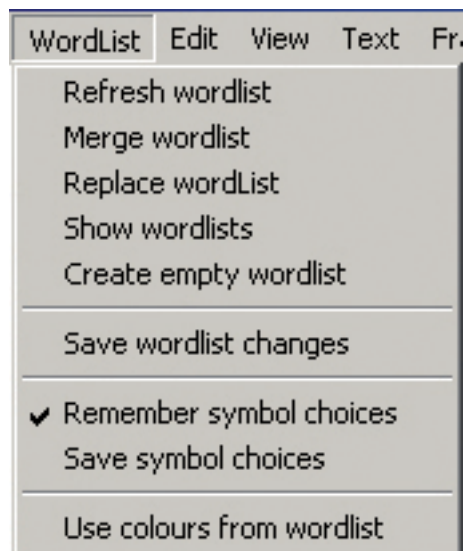 WordList Edit View Text
Refresh wordlist
Merge wordlist
Replace wordList
Show wordlists
Create empty wordlist
Save wordlist changes
Remember symbol choices
Save symbol choices
Use colours from wordlist